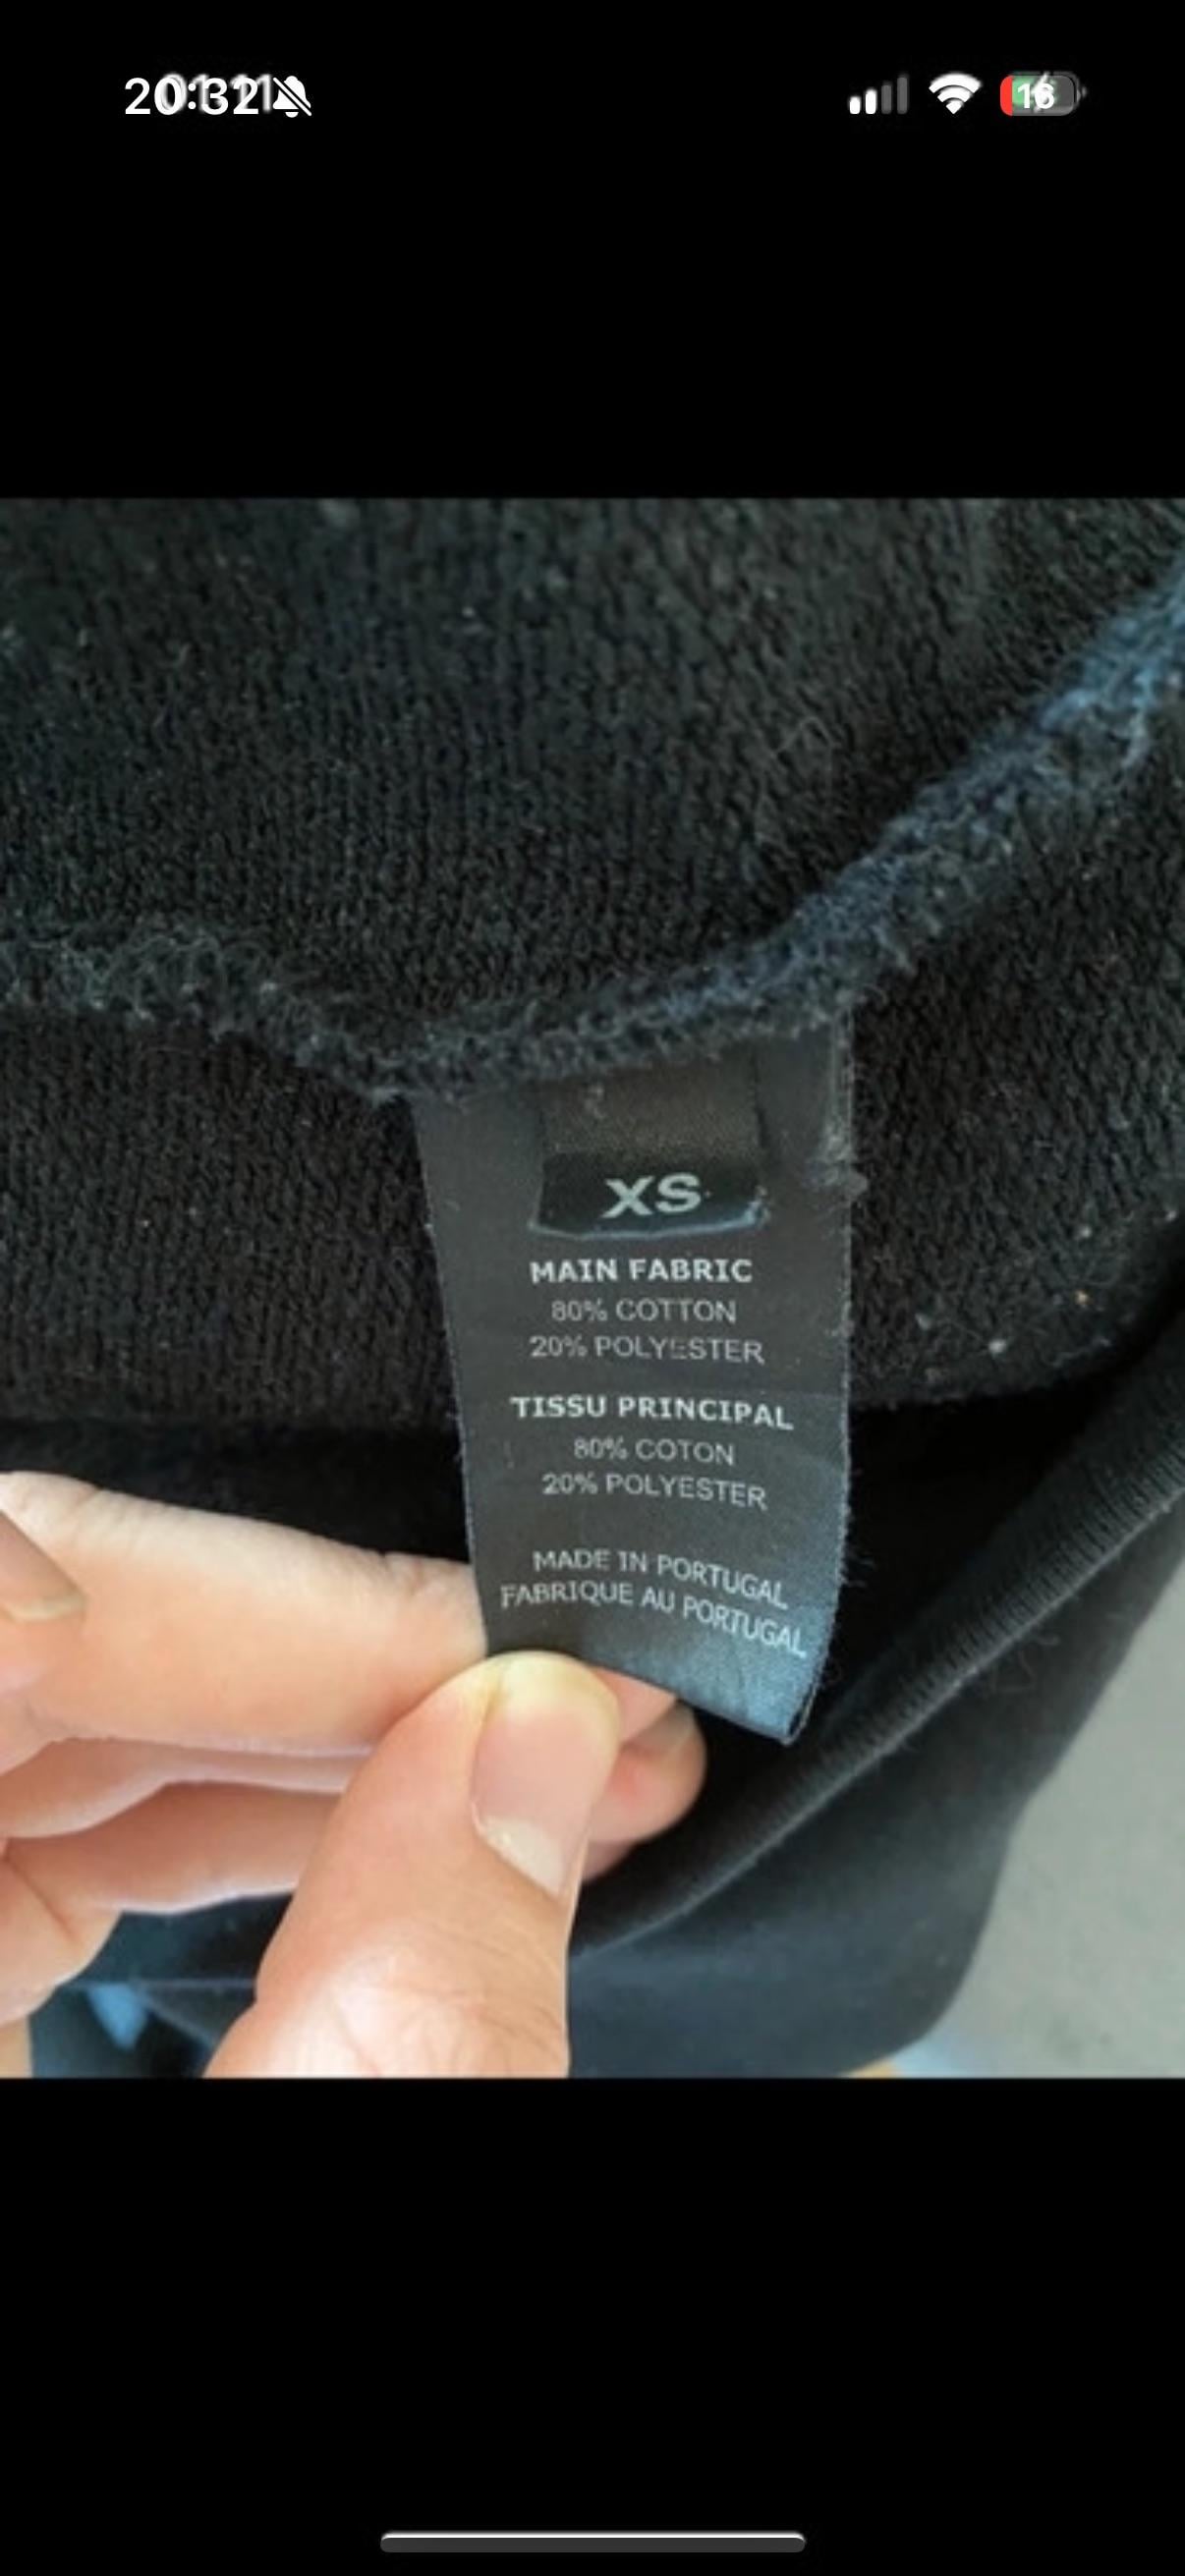 20:32
16
XS
MAIN FABRIC
80% COTTON
20% POLYESTER
TISSU PRINCIPAL
80% COTON
20% POLYESTER
MADE IN PORTUGAL
FABRIQUE AU PORTUGAL